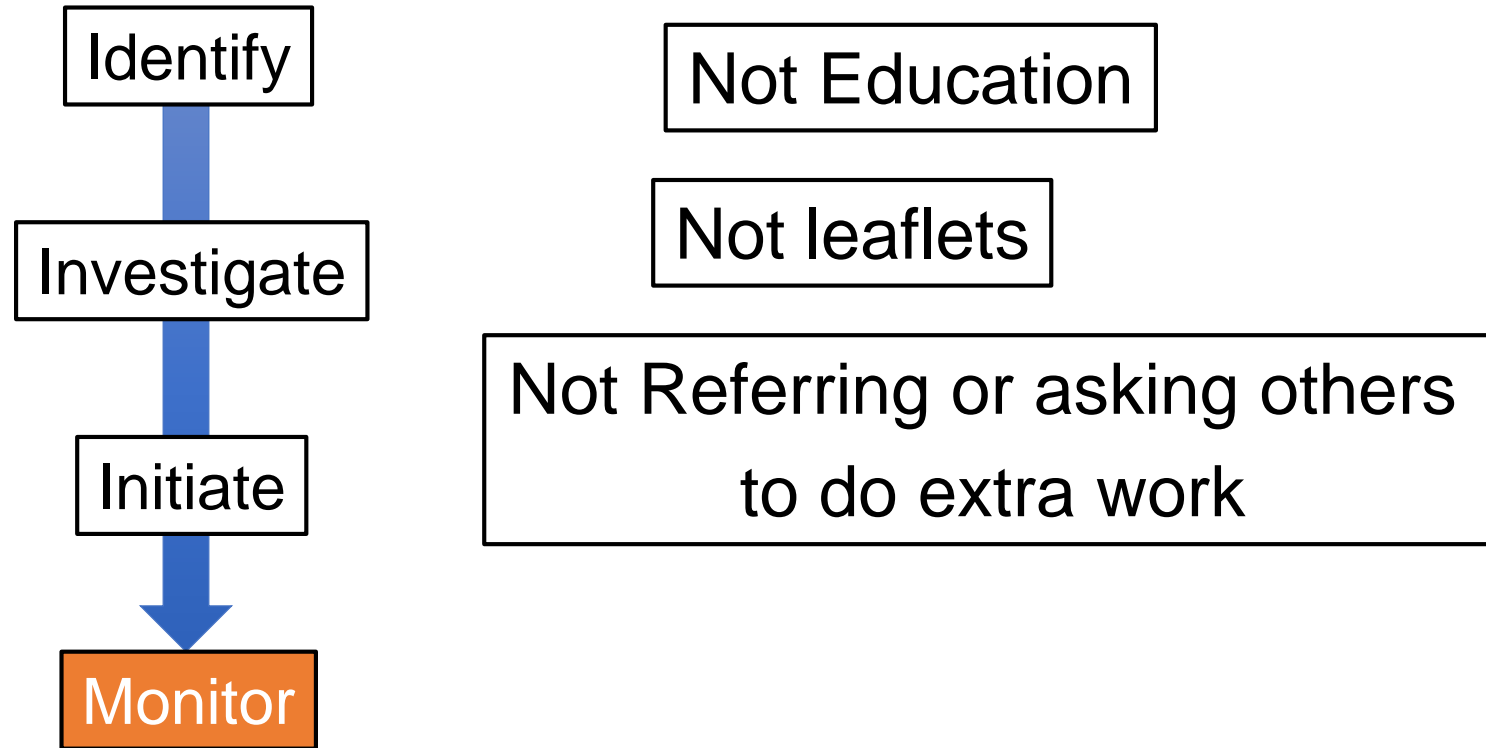 Identify
Investigate
Initiate
Monitor
Not Education
Not leaflets
Not Referring or asking others
to do extra work